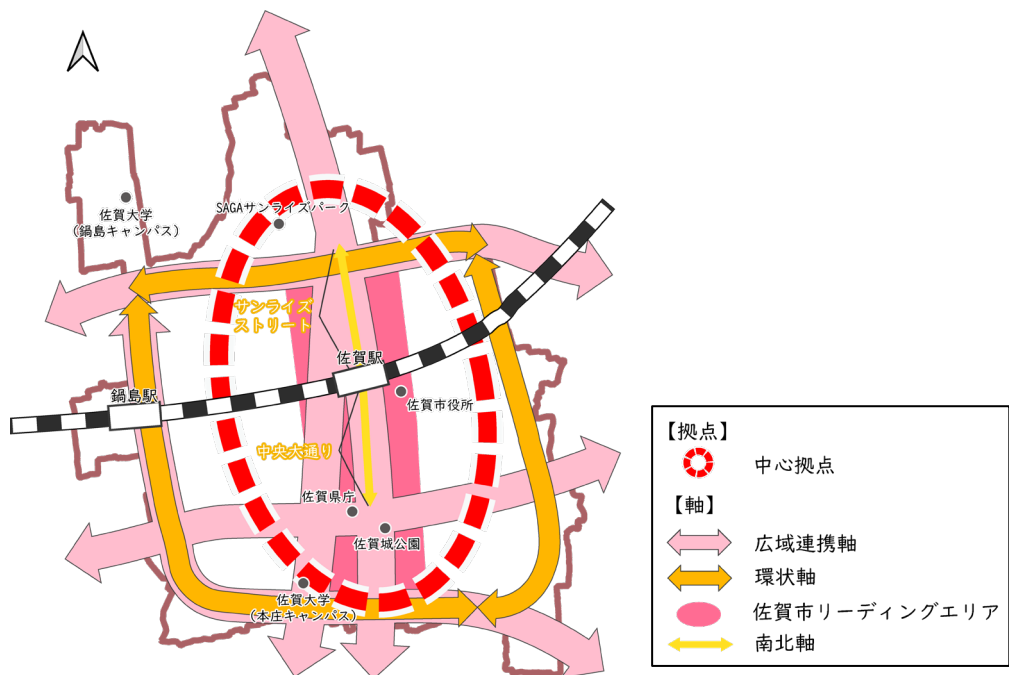 SAGAサンライズパーク
佐賀大学
(鍋島キャンパス)
サンライズ
ストリート
佐賀駅
鍋島駅
佐賀市役所
中央大通り
佐賀県庁
佐賀城公園
佐賀大学
(本庄キャンパス)
【拠点】
中心拠点
【軸】
広域連携軸
環状軸
佐賀市リーディングエリア
南北軸